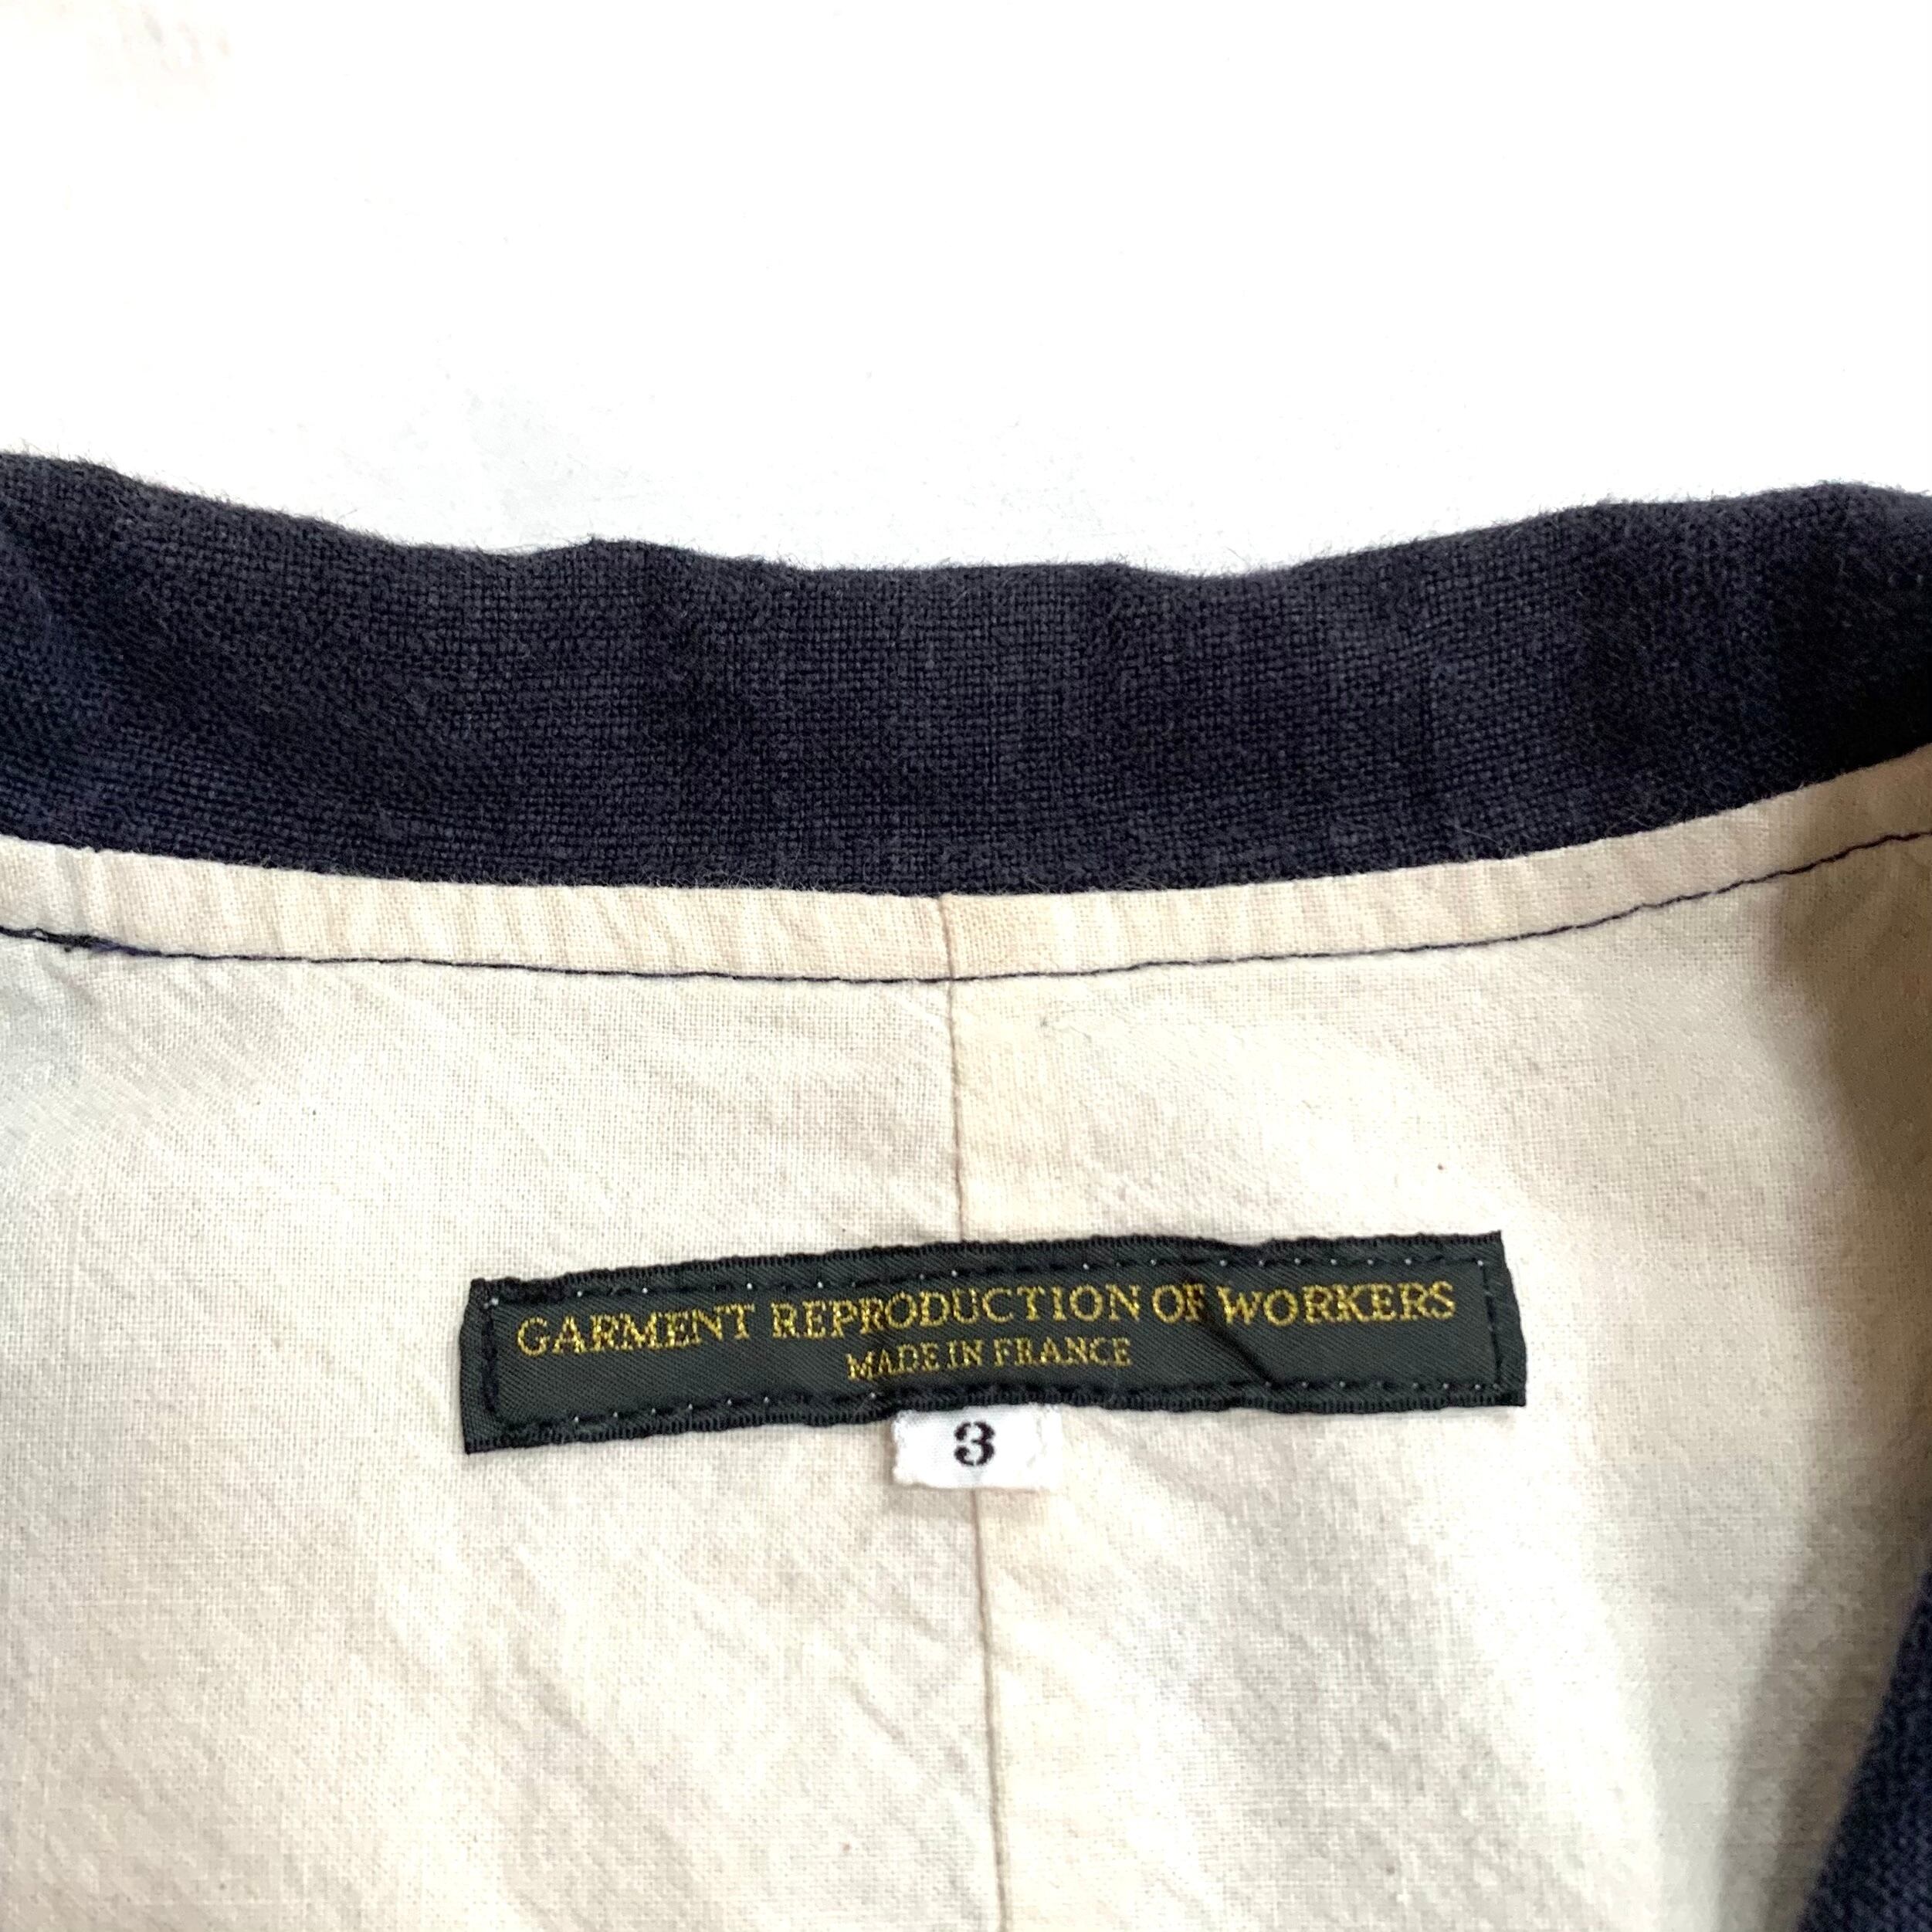 GARMENT REPRODUCTION OF WORKERS
MADE IN FRANCE
3